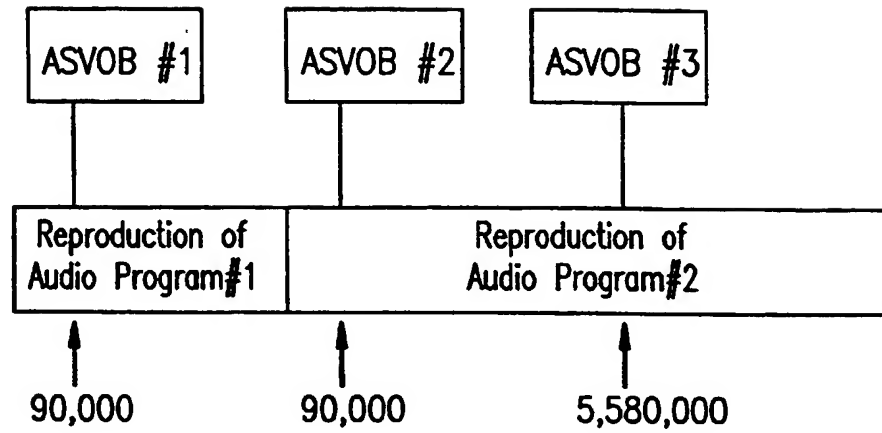 ASVOB #1
ASVOB #2
ASVOB #3
Reproduction of
Audio Program#1
Reproduction of
Audio Program#2
90,000
90,000
5,580,000